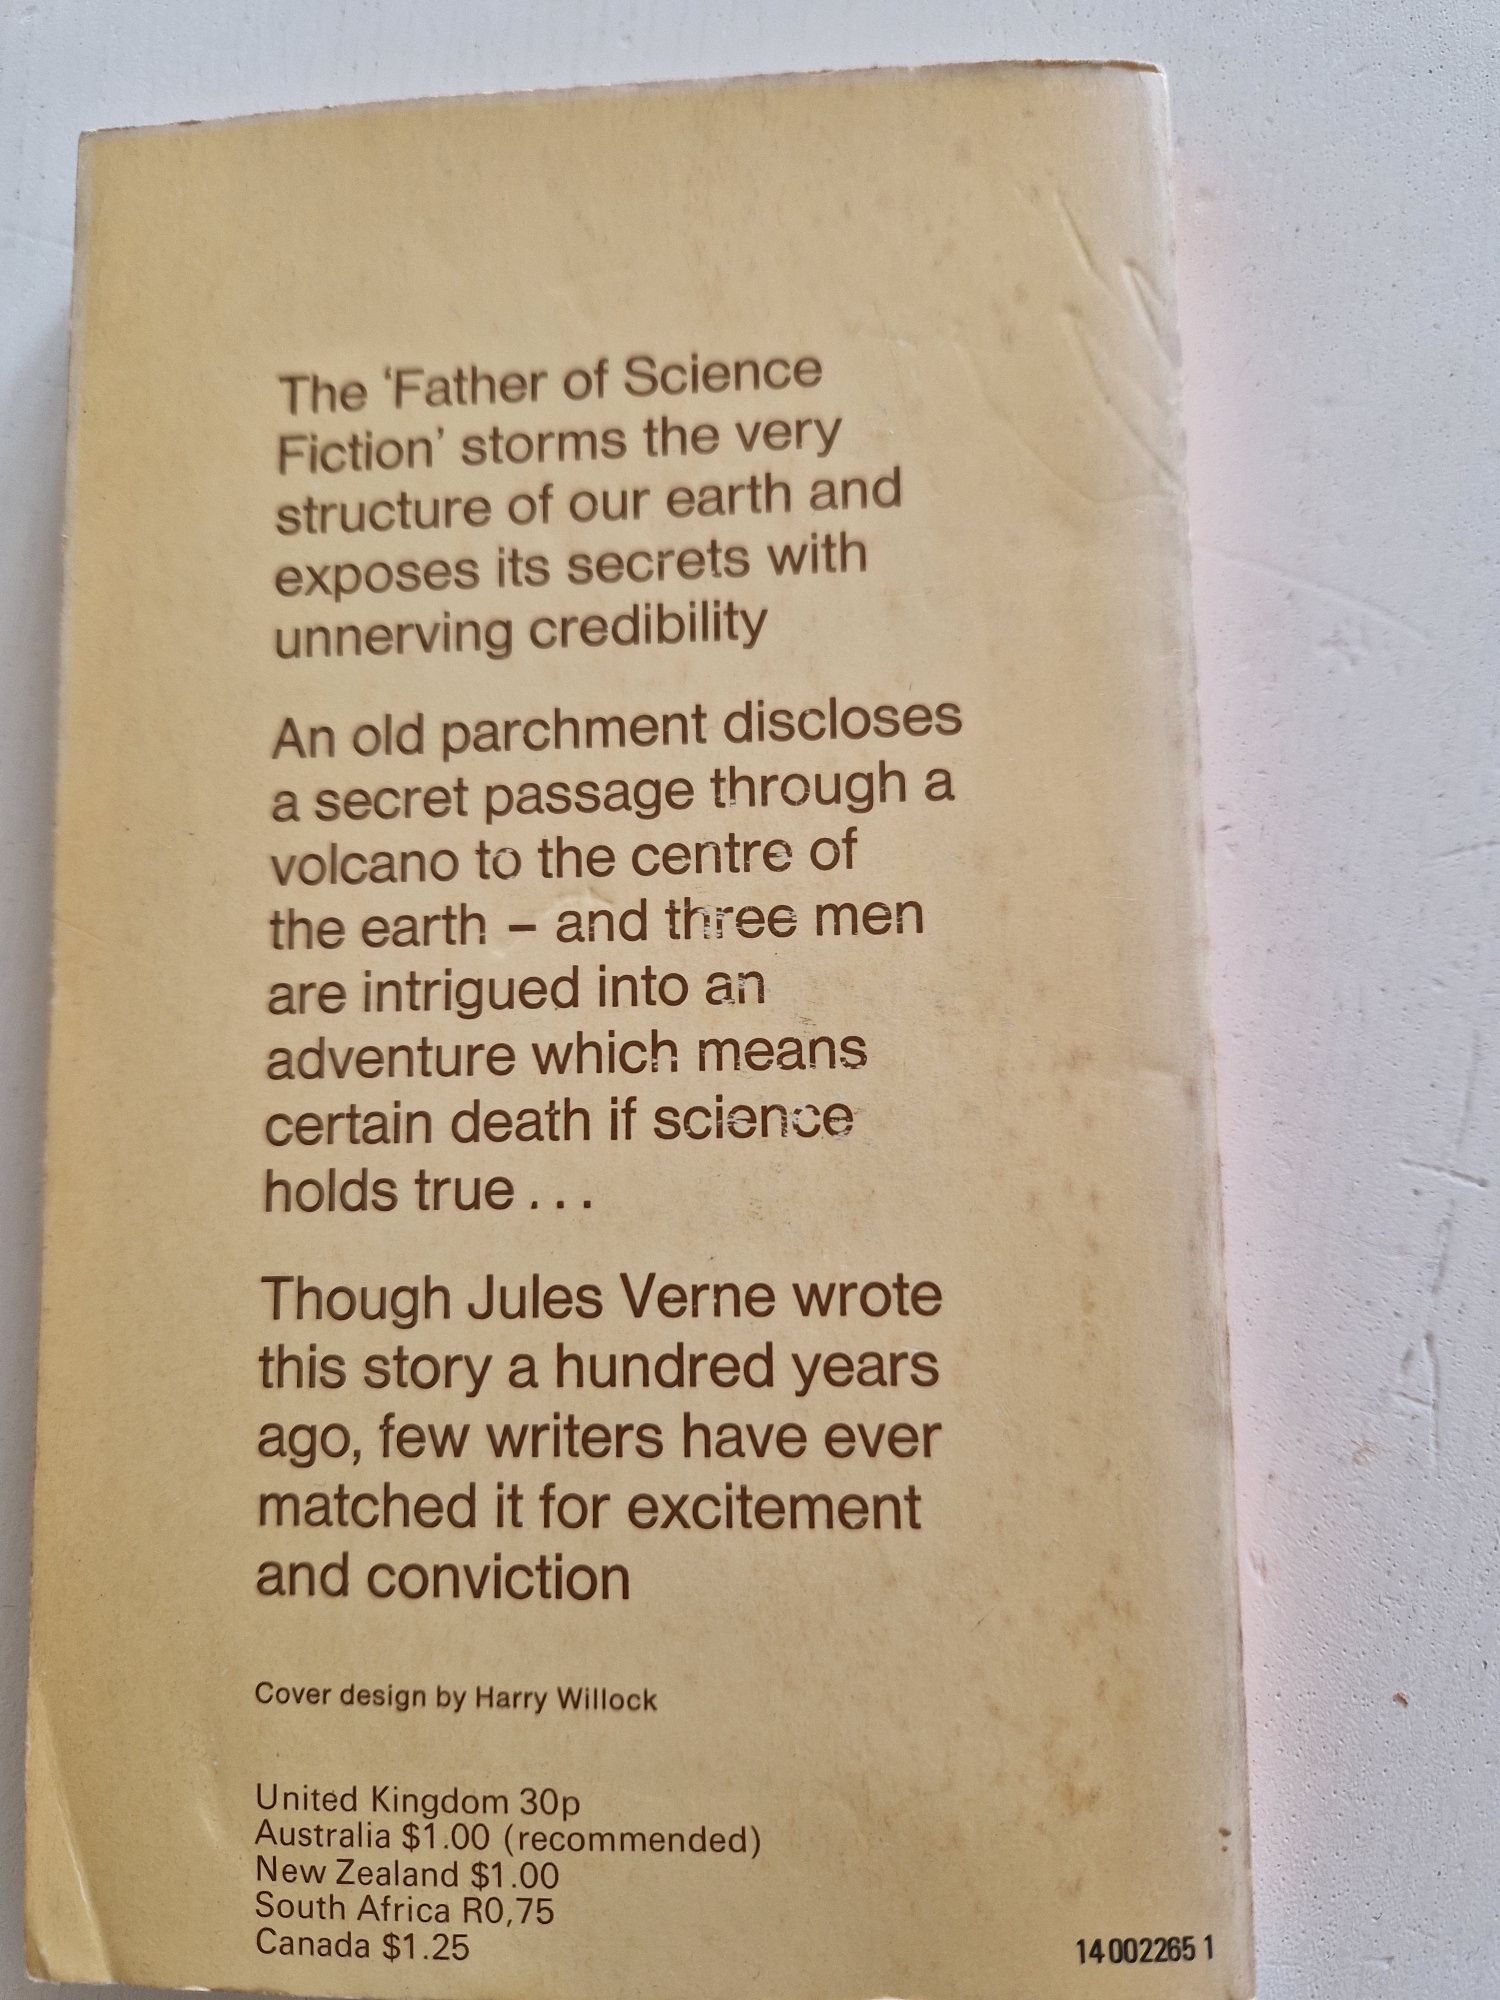 The ‘Father of Science
Fiction’ storms the very
structure of our earth and
exposes its secrets with
unnerving credibility
An old parchment discloses
a secret passage through a
volcano to the centre of
the earth – and three men
are intrigued into an
adventure which means
certain death if science
holds true...
Though Jules Verne wrote
this story a hundred years
ago, few writers have ever
matched it for excitement
and conviction
Cover design by Harry Willock
United Kingdom 30p
Australia $1.00 (recommended)
New Zealand $1.00
South Africa R0,75
Canada $1.25
14 002265 1